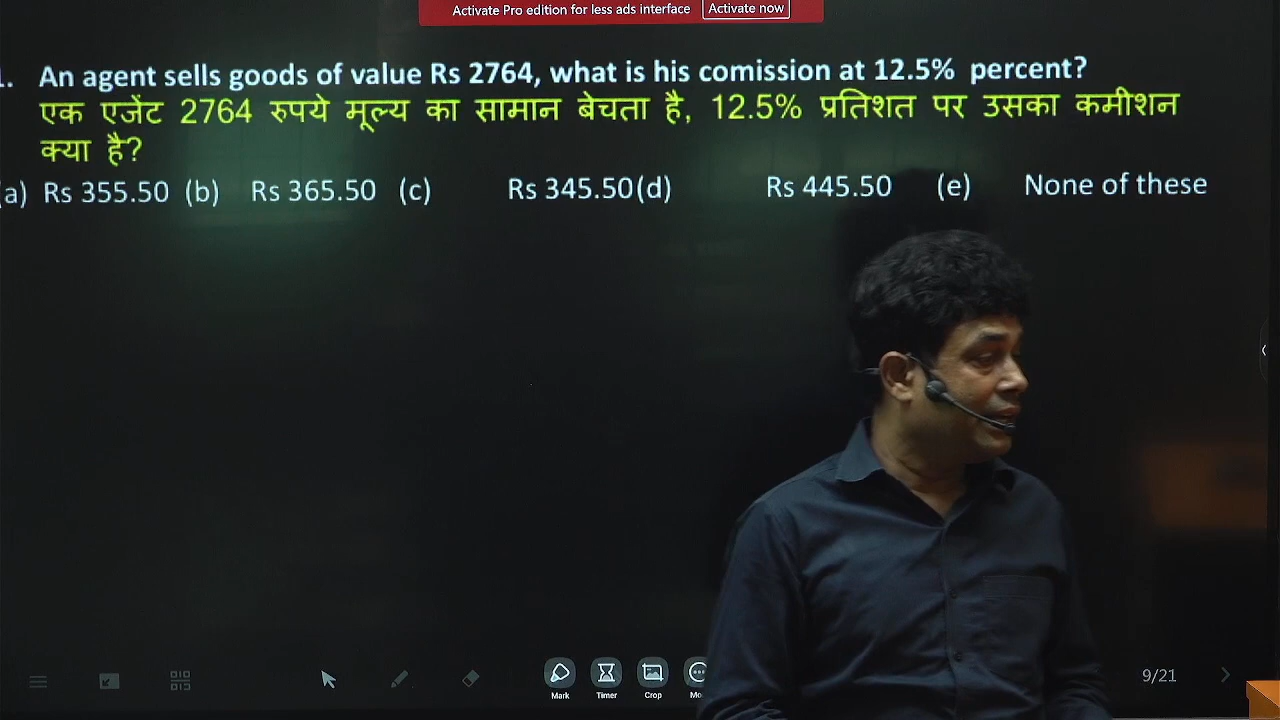 Activate Pro edition for less ads interface Activate now
1. An agent sells goods of value Rs 2764, what is his comission at 12.5% percent?
एक एजेंट 2764 रुपये मूल्य का सामान बेचता है, 12.5% प्रतिशत पर उसका कमीशन
क्या है?
(a) Rs 355.50 (b) Rs 365.50 (c) Rs 345.50 (d) Rs 445.50 (e) None of these
Mark Timer Crop
9/21